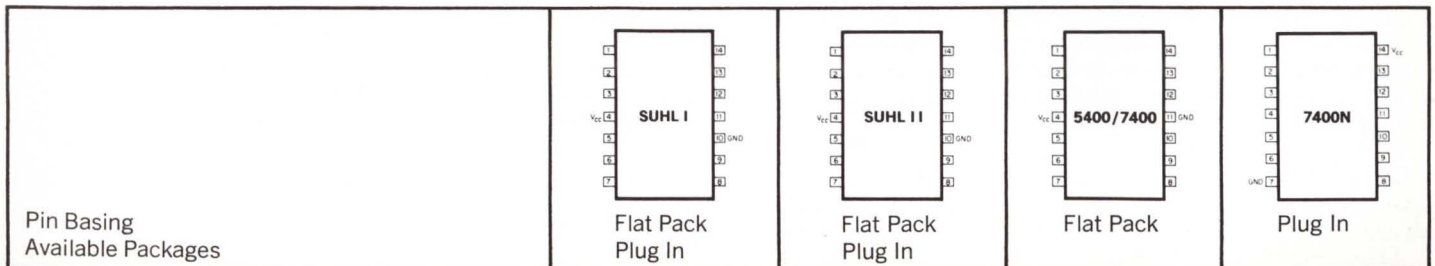 1 14
2 13
3 12
Vcc 4 SUHL I 11
5 10 GND
6 9
7 8
1 14
2 13
3 12
Vcc 4 SUHL II 11
5 10 GND
6 9
7 8
1 14
2 13
3 12
Vcc 4 5400/7400 11 GND
5 10
6 9
7 8
1 14 Vcc
2 13
3 12
4 7400N 11
5 10
6 9
GND 7 8
Pin Basing
Available Packages
Flat Pack
Plug In
Flat Pack
Plug In
Flat Pack
Plug In